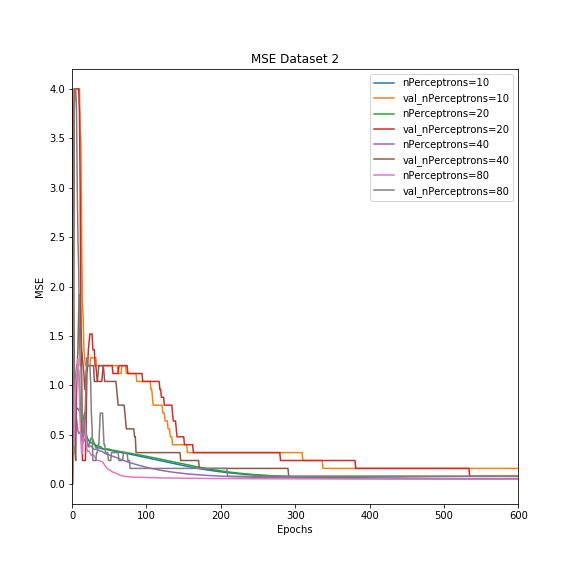 MSE Dataset 2
4.0
3.5
3.0
2.5
2.0
1.5
1.0
0.5
0.0
MSE
nPerceptrons=10
val_nPerceptrons=10
nPerceptrons=20
val_nPerceptrons=20
nPerceptrons=40
val_nPerceptrons=40
nPerceptrons=80
val_nPerceptrons=80
0 100 200 300 400 500 600
Epochs